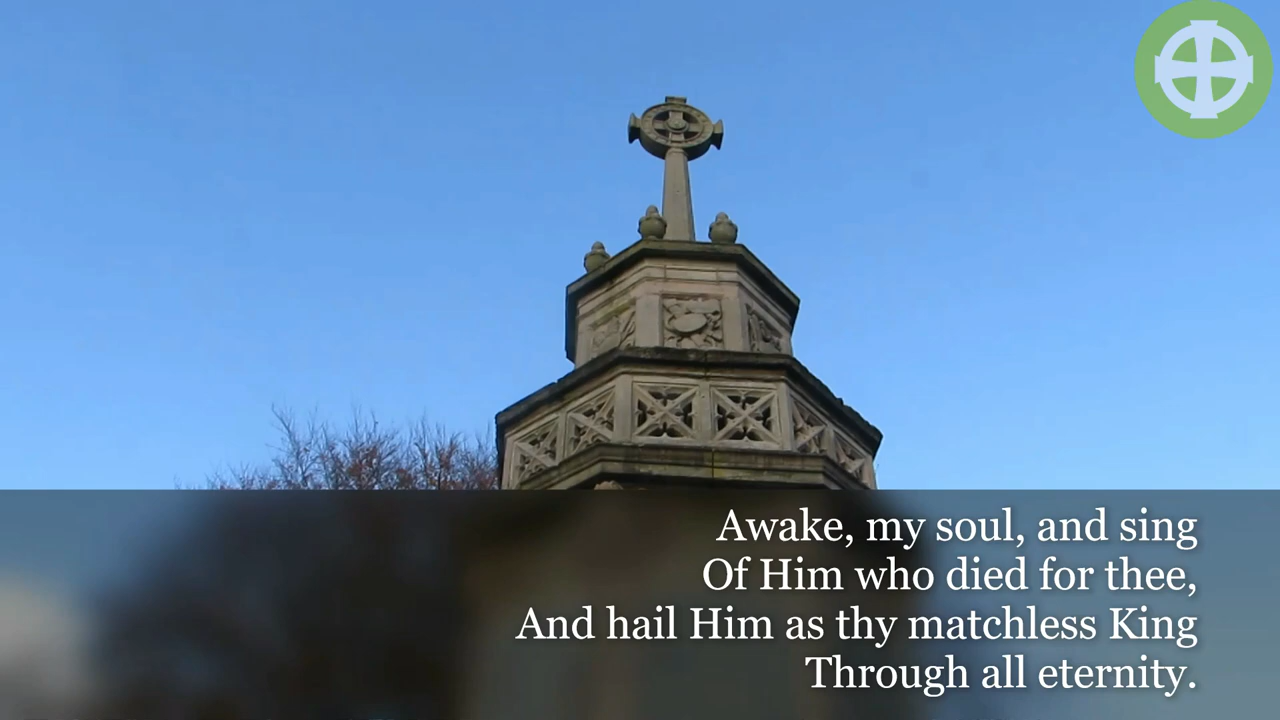 Awake, my soul, and sing
Of Him who died for thee,
And hail Him as thy matchless King
Through all eternity.